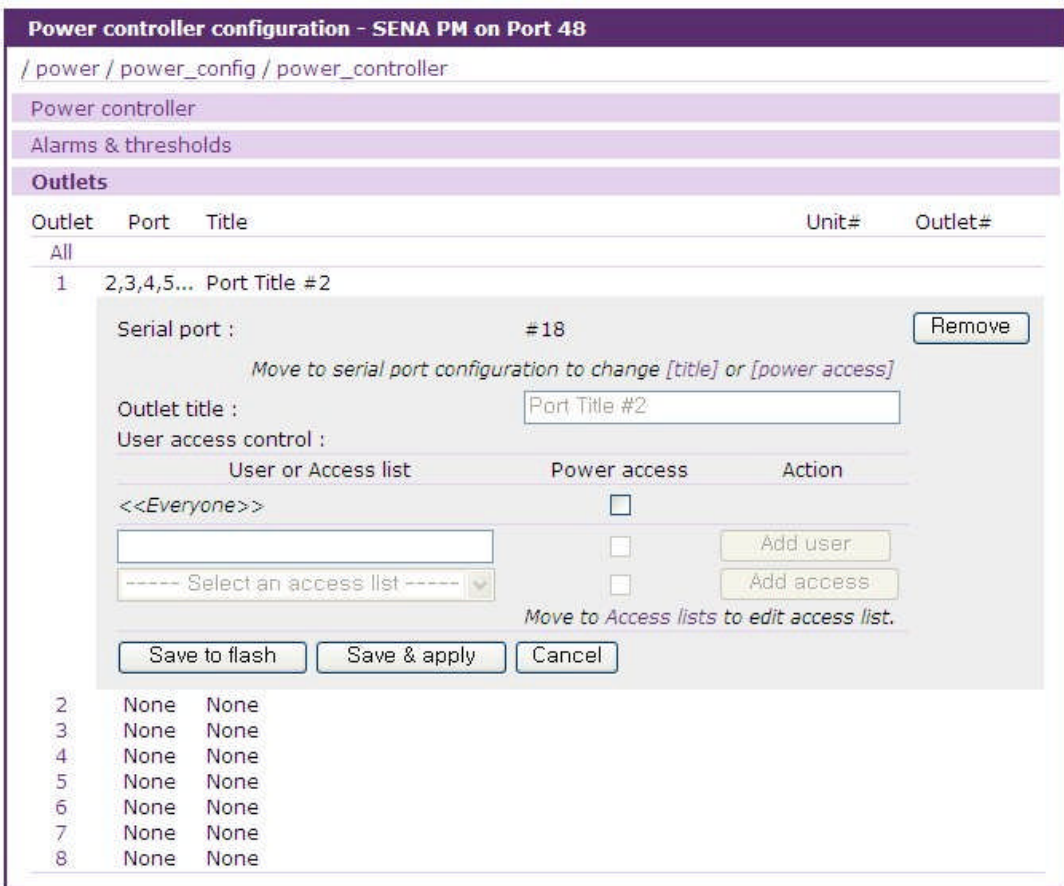 Power controller configuration - SENA PM on Port 48
/ power / power_config / power_controller
Power controller
Alarms & thresholds
Outlets
Outlet Port Title Unit# Outlet#
All
1 2,3,4,5... Port Title #2
Serial port : #18 Remove
Move to serial port configuration to change [title] or [power access]
Outlet title : Port Title #2
User access control :
User or Access list Power access Action
<<Everyone>>
Add user
----- Select an access list ----- Add access
Move to Access lists to edit access list.
Save to flash Save & apply Cancel
2 None None
3 None None
4 None None
5 None None
6 None None
7 None None
8 None None